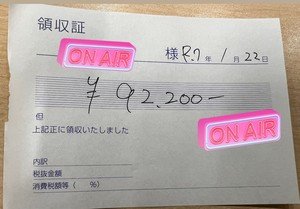 領収証
ON AIR
様 R.7年1月22日
¥92,200-
但
上記正に領収いたしました
ON AIR
内訳
税抜金額
消費税額等( %)